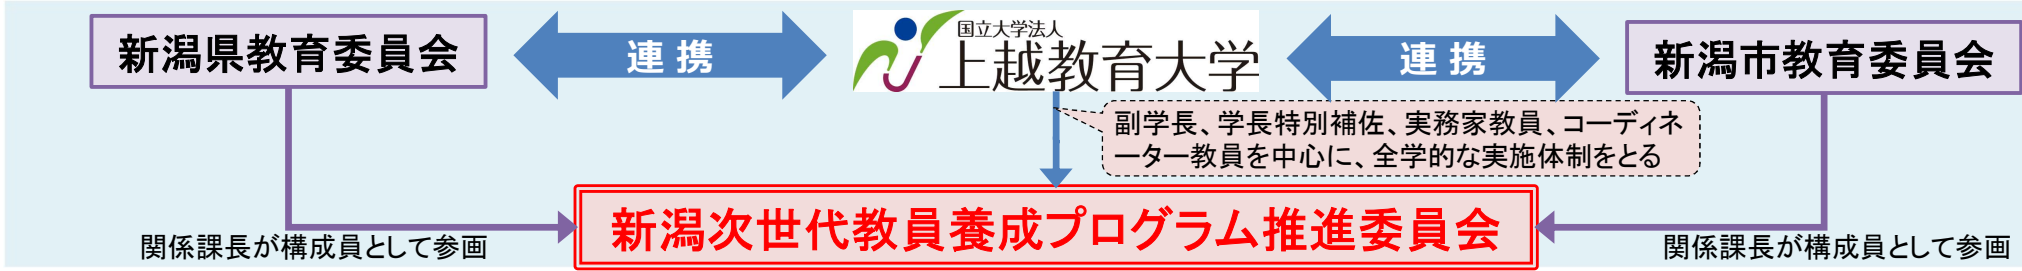 新潟県教育委員会
連携
国立大学法人
上越教育大学
連携
新潟市教育委員会
副学長、学長特別補佐、実務家教員、コーディネ
ーター教員を中心に、全学的な実施体制をとる
新潟次世代教員養成プログラム推進委員会
関係課長が構成員として参画
関係課長が構成員として参画